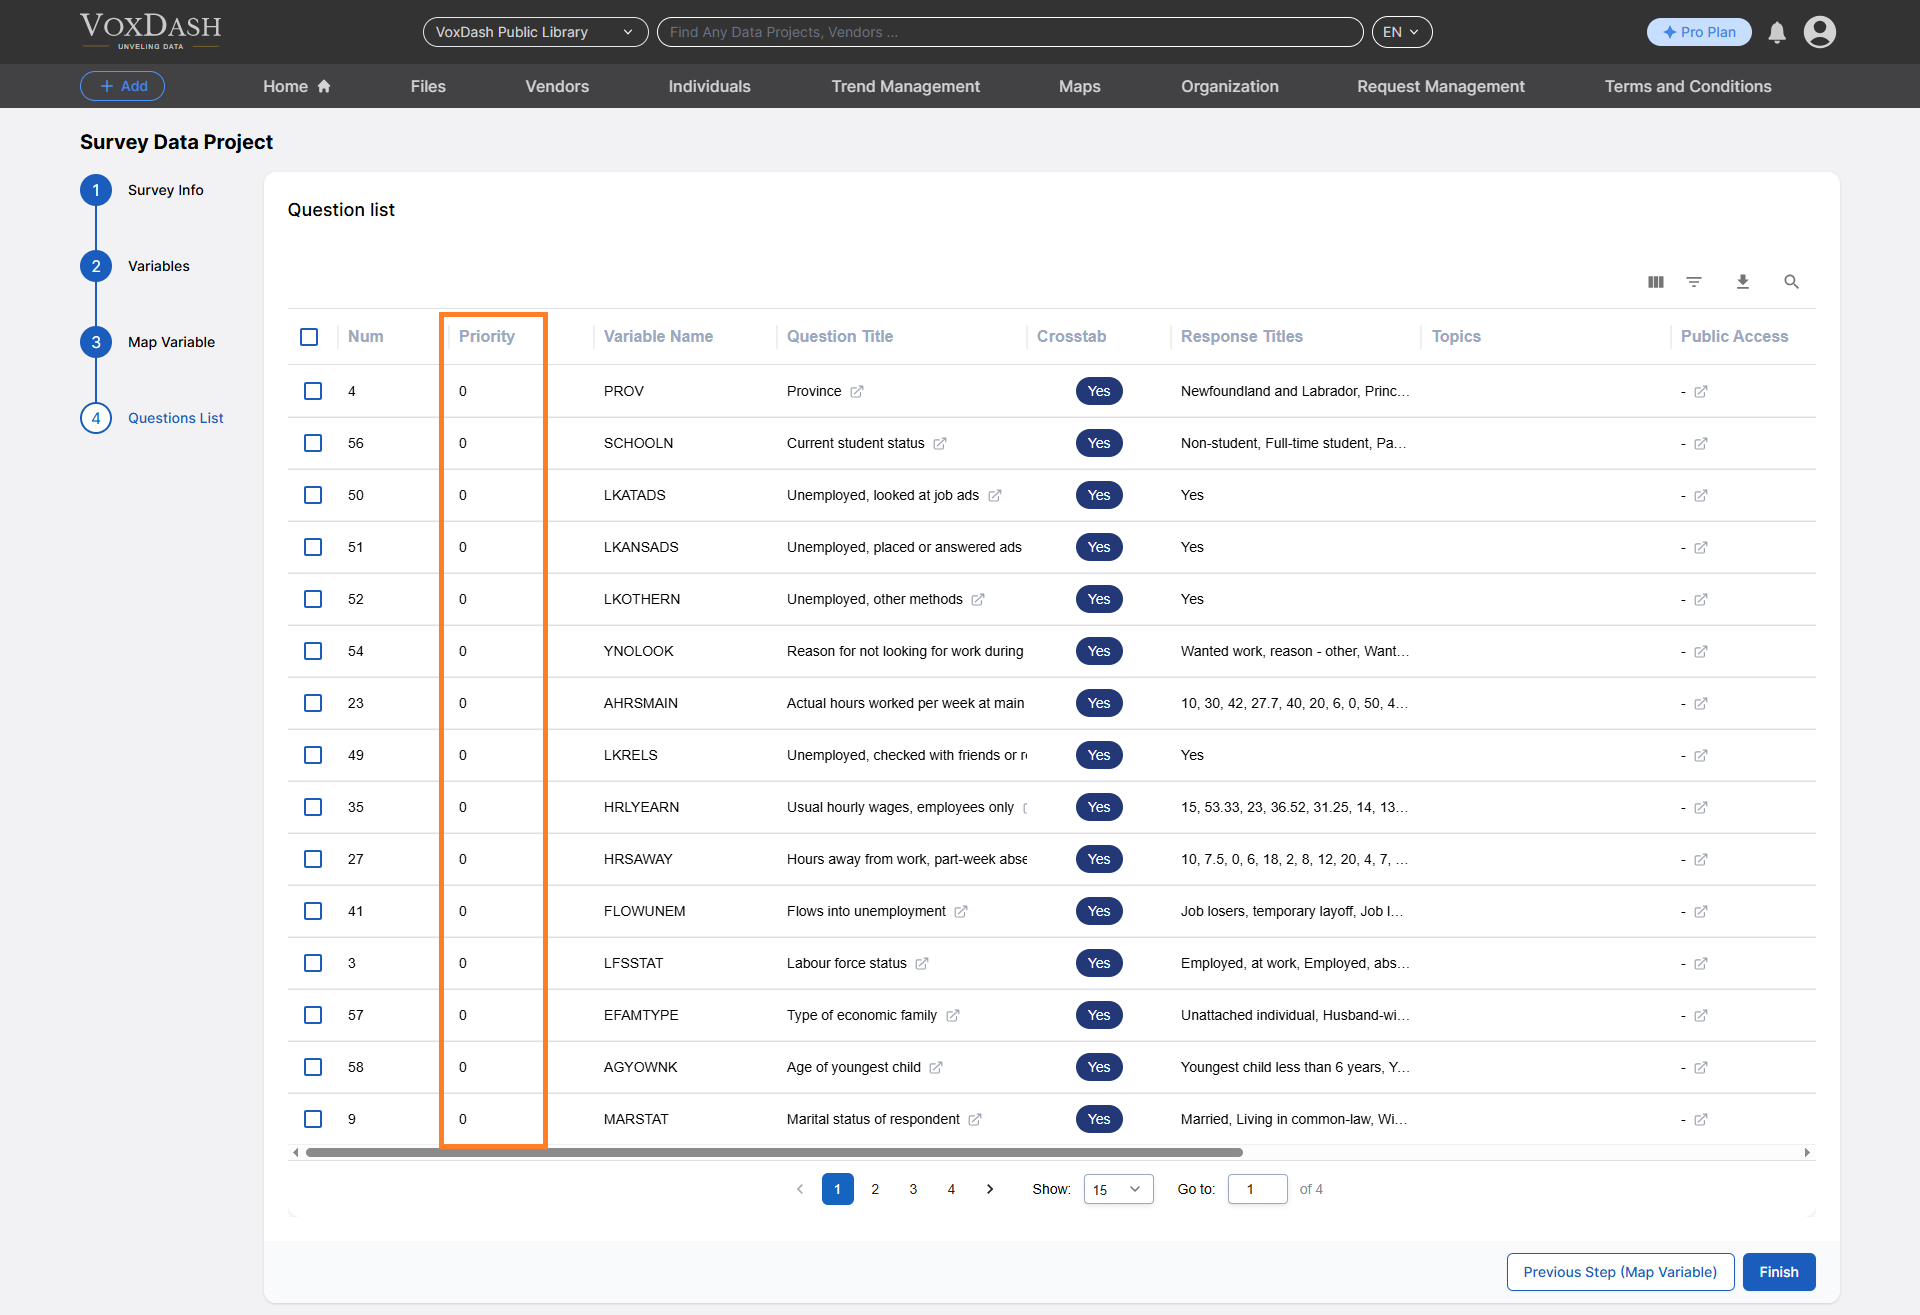 VOXDASH
UNVELING DATA
VoxDash Public Library
Find Any Data Projects, Vendors ...
EN
Pro Plan
+ Add
Home
Files
Vendors
Individuals
Trend Management
Maps
Organization
Request Management
Terms and Conditions
Survey Data Project
1 Survey Info
2 Variables
3 Map Variable
4 Questions List
Question list
Num Priority Variable Name Question Title Crosstab Response Titles Topics Public Access
4 0 PROV Province Yes Newfoundland and Labrador, Princ... -
56 0 SCHOOLN Current student status Yes Non-student, Full-time student, Pa... -
50 0 LKATADS Unemployed, looked at job ads Yes Yes -
51 0 LKANSADS Unemployed, placed or answered ads Yes Yes -
52 0 LKOTHERN Unemployed, other methods Yes Yes -
54 0 YNOLOOK Reason for not looking for work during Yes Wanted work, reason - other, Want... -
23 0 AHRSMAIN Actual hours worked per week at main Yes 10, 30, 42, 27.7, 40, 20, 6, 0, 50, 4... -
49 0 LKRELS Unemployed, checked with friends or r Yes Yes -
35 0 HRLYEARN Usual hourly wages, employees only Yes 15, 53.33, 23, 36.52, 31.25, 14, 13... -
27 0 HRSAWAY Hours away from work, part-week abse Yes 10, 7.5, 0, 6, 18, 2, 8, 12, 20, 4, 7, ... -
41 0 FLOWUNEM Flows into unemployment Yes Job losers, temporary layoff, Job l... -
3 0 LFSSTAT Labour force status Yes Employed, at work, Employed, abs... -
57 0 EFAMTYPE Type of economic family Yes Unattached individual, Husband-wi... -
58 0 AGYOWNK Age of youngest child Yes Youngest child less than 6 years, Y... -
9 0 MARSTAT Marital status of respondent Yes Married, Living in common-law, Wi... -
1 2 3 4 Show: 15 Go to: 1 of 4
Previous Step (Map Variable) Finish